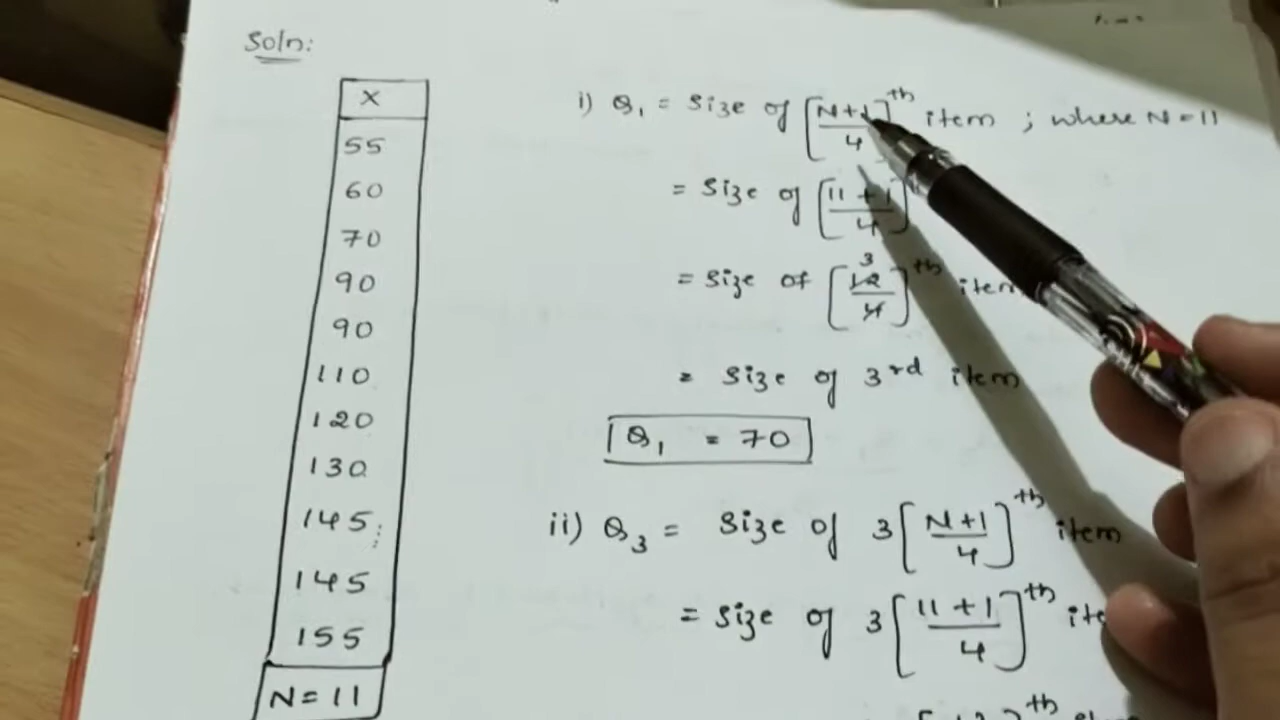 Soln:
X
55
60
70
90
90
110
120
130
145
145
155
N = 11
i) Q₁ = Size of [N+1/4]th item ; where N = 11
= Size of [11+1/4]
= Size of [12/4]th item
3
= Size of 3rd item
Q₁ = 70
ii) Q₃ = Size of 3[N+1/4]th item
= Size of 3[11+1/4]th